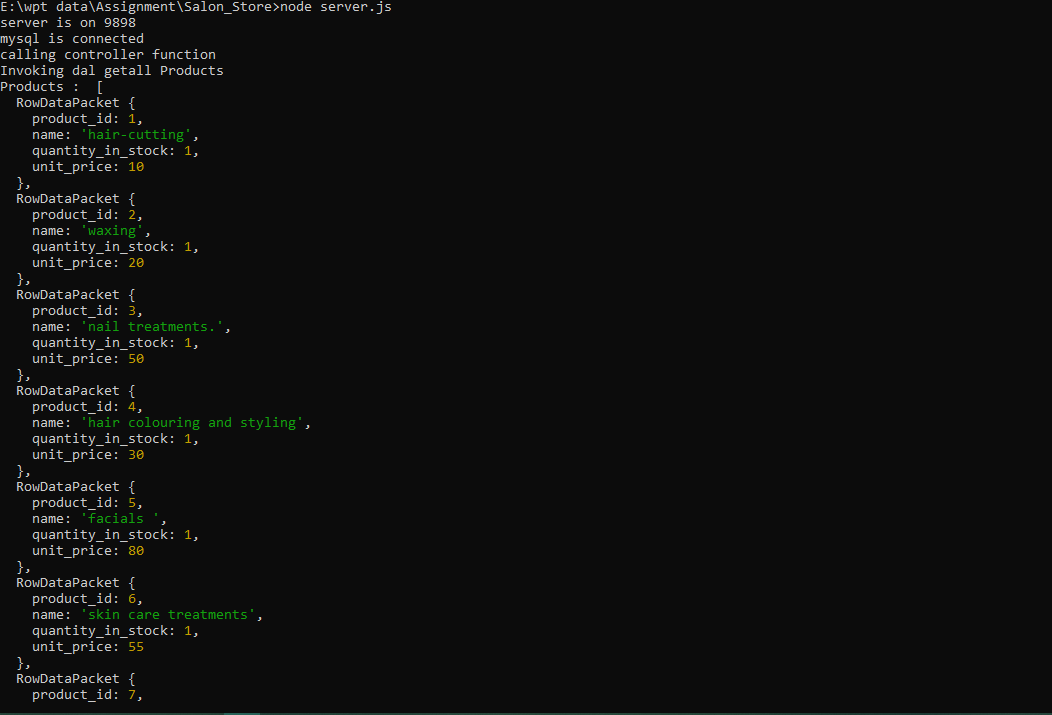 E:\wpt data\Assignment\Salon_Store>node server.js
server is on 9898
mysql is connected
calling controller function
Invoking dal getall Products
Products :  [
  RowDataPacket {
    product_id: 1,
    name: 'hair-cutting',
    quantity_in_stock: 1,
    unit_price: 10
  },
  RowDataPacket {
    product_id: 2,
    name: 'waxing',
    quantity_in_stock: 1,
    unit_price: 20
  },
  RowDataPacket {
    product_id: 3,
    name: 'nail treatments.',
    quantity_in_stock: 1,
    unit_price: 50
  },
  RowDataPacket {
    product_id: 4,
    name: 'hair colouring and styling',
    quantity_in_stock: 1,
    unit_price: 30
  },
  RowDataPacket {
    product_id: 5,
    name: 'facials ',
    quantity_in_stock: 1,
    unit_price: 80
  },
  RowDataPacket {
    product_id: 6,
    name: 'skin care treatments',
    quantity_in_stock: 1,
    unit_price: 55
  },
  RowDataPacket {
    product_id: 7,